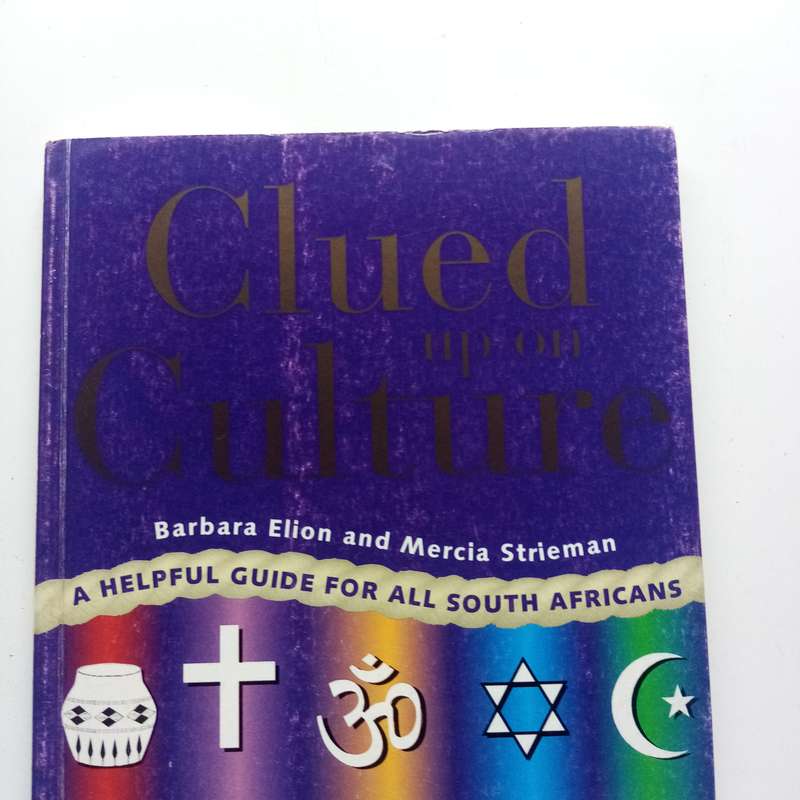 Clued
up on
Culture
Barbara Elion and Mercia Strieman
A HELPFUL GUIDE FOR ALL SOUTH AFRICANS